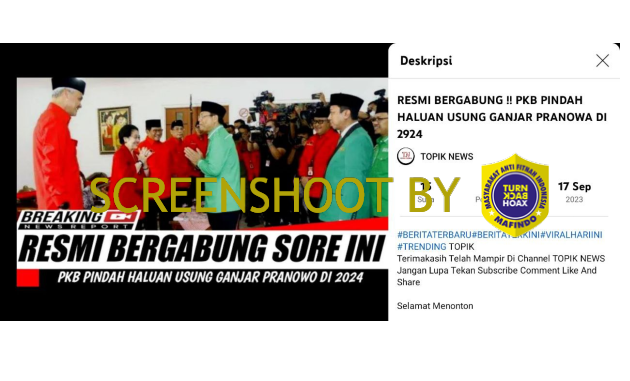 Deskripsi
RESMI BERGABUNG !! PKB PINDAH
HALUAN USUNG GANJAR PRANOWA DI
2924
TOPIK NEWS
17 Sep
2023
#BERITATERBARU#BERITATERKINI#VIRALHARIINI
#TRENDING TOPIK
Terimakasih Telah Mampir Di Channel TOPIK NEWS
Jangan Lupa Tekan Subscribe Comment Like And
Share
Selamat Menonton
BREAKING
NEWS REPORT
RESMI BERGABUNG SORE INI
PKB PINDAH HALUAN USUNG GANJAR PRANOWO DI 2024
SCREENSHOOT BY
MASYARAKAT ANTI FITNAH INDONESIA
TURN
BACK
HOAX
MAFINDO